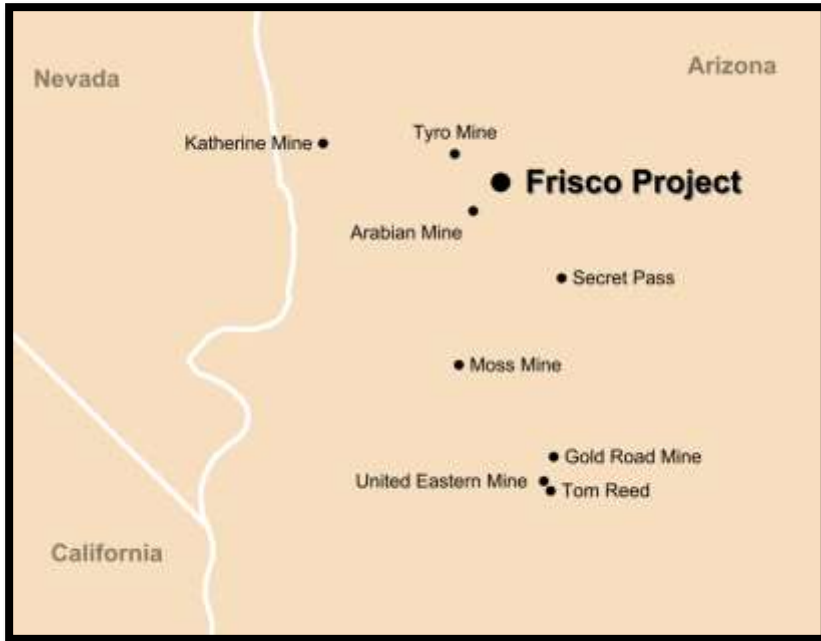 Nevada
Arizona
Katherine Mine
Tyro Mine
Frisco Project
Arabian Mine
Secret Pass
Moss Mine
Gold Road Mine
United Eastern Mine
Tom Reed
California